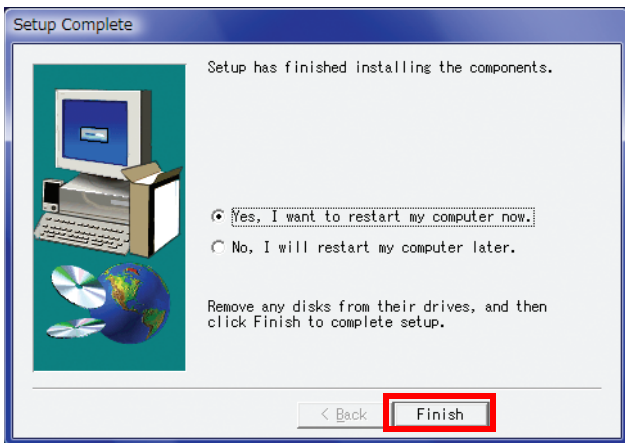 Setup Complete
Setup has finished installing the components.
Yes, I want to restart my computer now.
No, I will restart my computer later.
Remove any disks from their drives, and then
click Finish to complete setup.
< Back
Finish